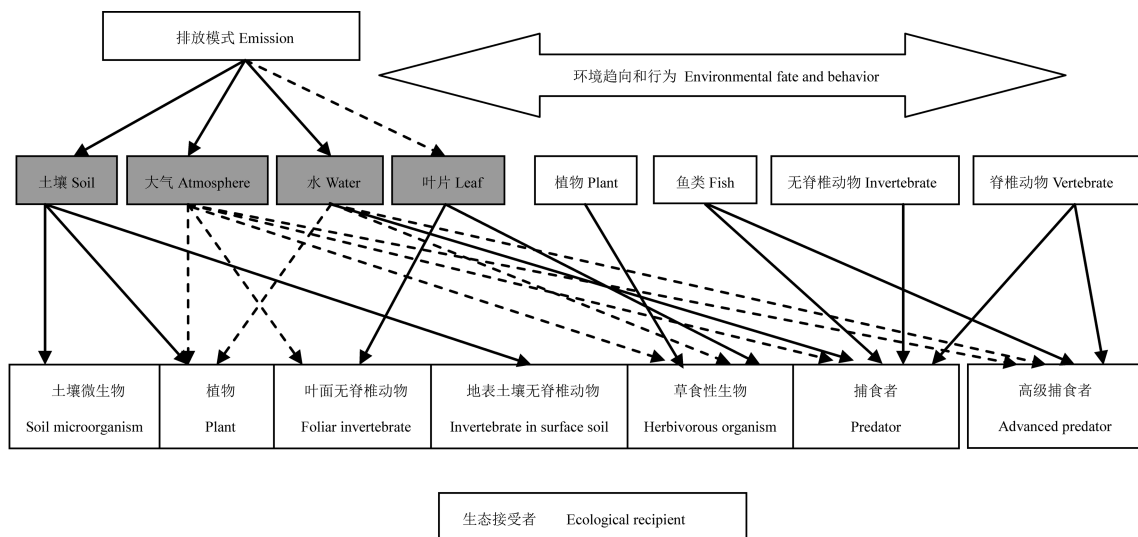 排放模式 Emission
环境趋向和行为 Environmental fate and behavior
土壤 Soil
大气 Atmosphere
水 Water
叶片 Leaf
植物 Plant
鱼类 Fish
无脊椎动物 Invertebrate
脊椎动物 Vertebrate
土壤微生物
Soil microorganism
植物
Plant
叶面无脊椎动物
Foliar invertebrate
地表土壤无脊椎动物
Invertebrate in surface soil
草食性生物
Herbivorous organism
捕食者
Predator
高级捕食者
Advanced predator
生态接受者 Ecological recipient